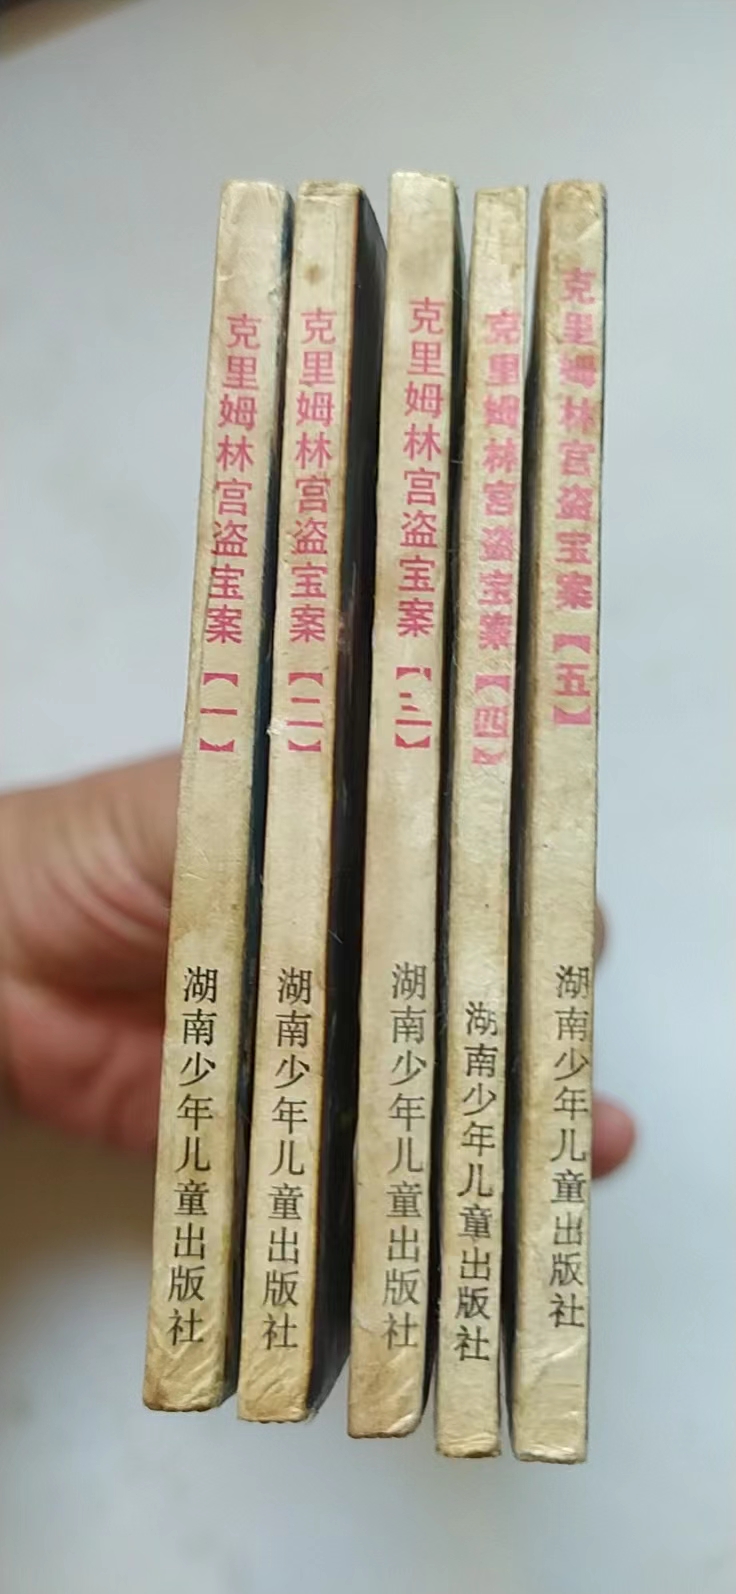 克里姆林宫盗宝案【一】
湖南少年儿童出版社
克里姆林宫盗宝案【二】
湖南少年儿童出版社
克里姆林宫盗宝案【三】
湖南少年儿童出版社
克里姆林宫盗宝案【四】
湖南少年儿童出版社
克里姆林宫盗宝案【五】
湖南少年儿童出版社